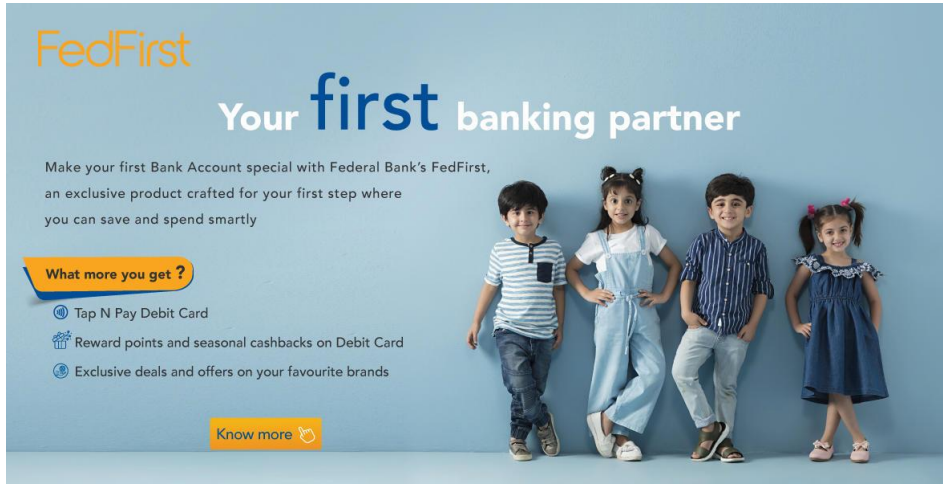 FedFirst
Your first banking partner
Make your first Bank Account special with Federal Bank's FedFirst,
an exclusive product crafted for your first step where
you can save and spend smartly
What more you get ?
Tap N Pay Debit Card
Reward points and seasonal cashbacks on Debit Card
Exclusive deals and offers on your favourite brands
Know more